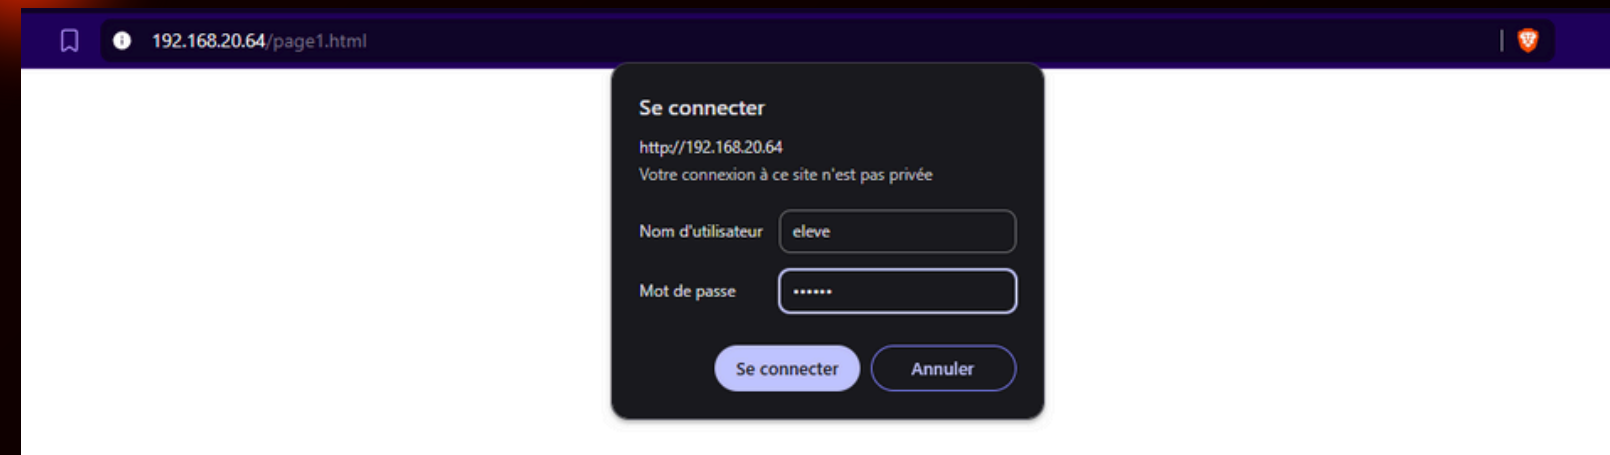 192.168.20.64/page1.html
Se connecter
http://192.168.20.64
Votre connexion à ce site n'est pas privée
Nom d'utilisateur eleve
Mot de passe ••••••
Se connecter Annuler